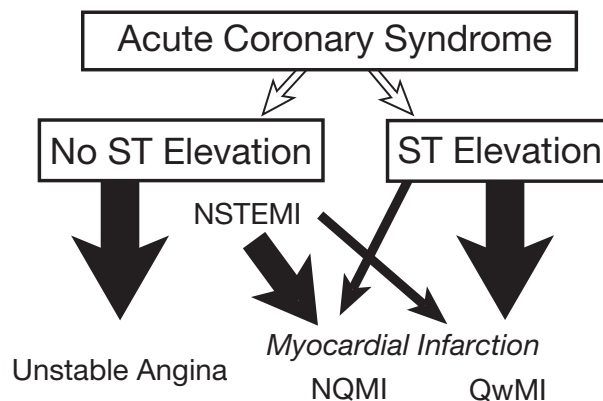 Acute Coronary Syndrome
No ST Elevation
ST Elevation
NSTEMI
Myocardial Infarction
Unstable Angina
NQMI
QwMI